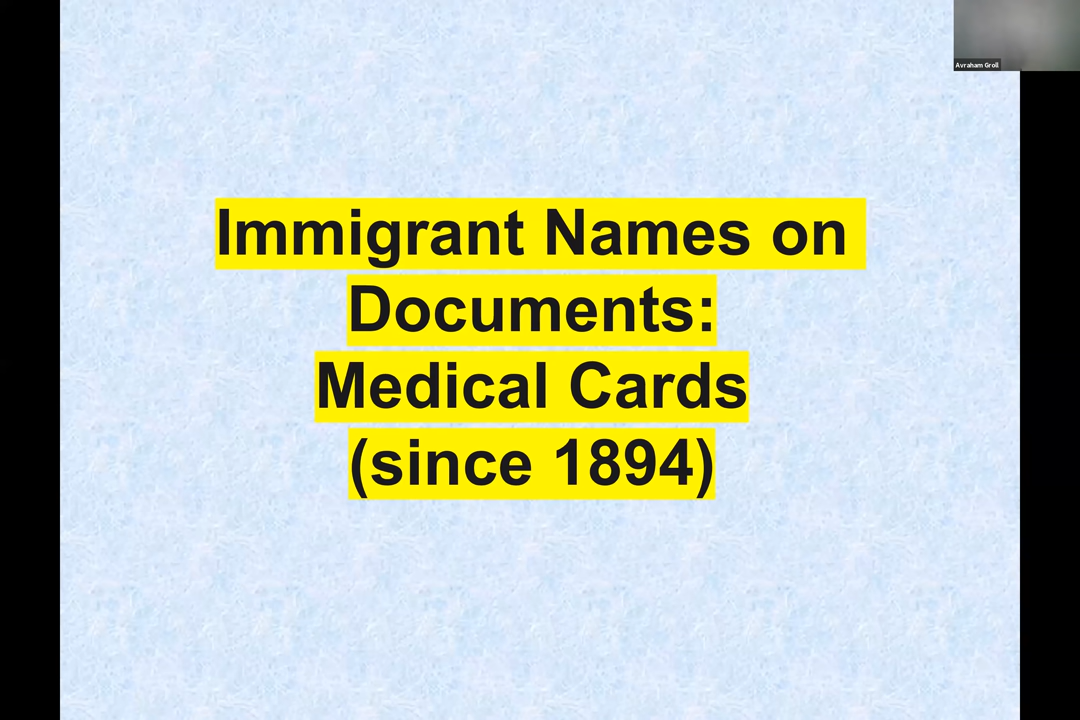 Avraham Groll
Immigrant Names on
Documents:
Medical Cards
(since 1894)